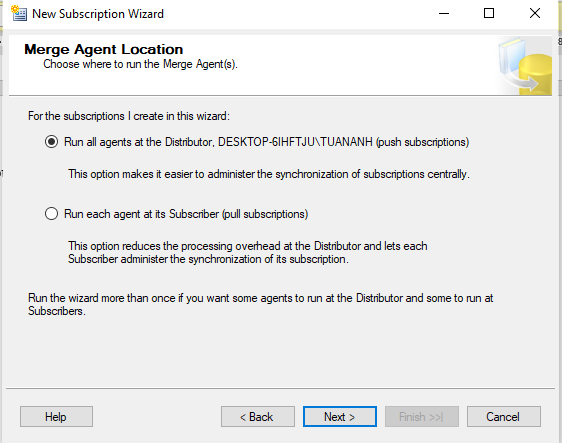 New Subscription Wizard
Merge Agent Location
Choose where to run the Merge Agent(s).
For the subscriptions I create in this wizard:
Run all agents at the Distributor, DESKTOP-6IHFTJU\TUANANH (push subscriptions)
This option makes it easier to administer the synchronization of subscriptions centrally.
Run each agent at its Subscriber (pull subscriptions)
This option reduces the processing overhead at the Distributor and lets each
Subscriber administer the synchronization of its subscription.
Run the wizard more than once if you want some agents to run at the Distributor and some to run at
Subscribers.
Help
< Back
Next >
Finish >>|
Cancel